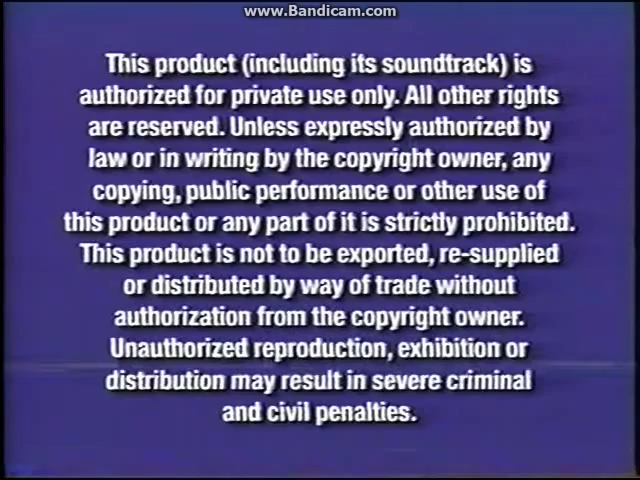 www.Bandicam.com
This product (including its soundtrack) is
authorized for private use only. All other rights
are reserved. Unless expressly authorized by
law or in writing by the copyright owner, any
copying, public performance or other use of
this product or any part of it is strictly prohibited.
This product is not to be exported, re-supplied
or distributed by way of trade without
authorization from the copyright owner.
Unauthorized reproduction, exhibition or
distribution may result in severe criminal
and civil penalties.